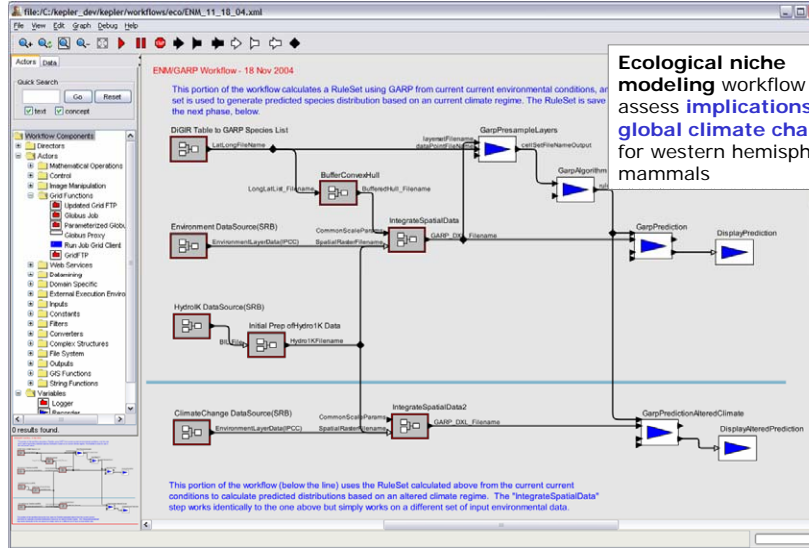 file:/C:/kepler_dev/kepler/workflows/eco/ENM_11_18_04.xml
File View Edit Graph Debug Help
Actors Data
Quick Search
Go Reset
text concept
Workflow Components
Directors
Actors
Mathematical Operations
Control
Image Manipulation
Grid Functions
Updated Grid FTP
Globus Job
Parameterized Globu
Globus Proxy
Run Job Grid Client
GridFTP
Web Services
Datamining
Domain Specific
External Execution Enviro
Inputs
Constants
Filters
Converters
Complex Structures
File System
Outputs
GIS Functions
String Functions
Variables
Logger
Recorder
0 results found.
ENM/GARP Workflow - 18 Nov 2004
This portion of the workflow calculates a RuleSet using GARP from current current environmental conditions, an
set is used to generate predicted species distribution based on an current climate regime. The RuleSet is save
the next phase, below.
Ecological niche
modeling workflow
assess implications
global climate cha
for western hemisph
mammals
DiGIR Table to GARP Species List
LatLongFileName
GarpPresampleLayers
layersetFilename
dataPointFileName
cellSetFileNameOutput
BufferConvexHull
LongLatList_Filename
BufferedHull_Filename
GarpAlgorithm
Environment DataSource(SRB)
EnvironmentLayerData(IPCC)
IntegrateSpatialData
CommonScaleParams
SpatialRasterFilename
GARP_DXL_Filename
GarpPrediction
DisplayPrediction
HydroIK DataSource(SRB)
Initial Prep ofHydro1K Data
Hydro1KFilename
ClimateChange DataSource(SRB)
EnvironmentLayerData(IPCC)
IntegrateSpatialData2
CommonScaleParams
SpatialRasterFilename
GARP_DXL_Filename
GarpPredictionAlteredClimate
DisplayAlteredPrediction
This portion of the workflow (below the line) uses the RuleSet calculated above from the current current
conditions to calculate predicted distributions based on an altered climate regime. The "IntegrateSpatialData"
step works identically to the one above but simply works on a different set of input environmental data.